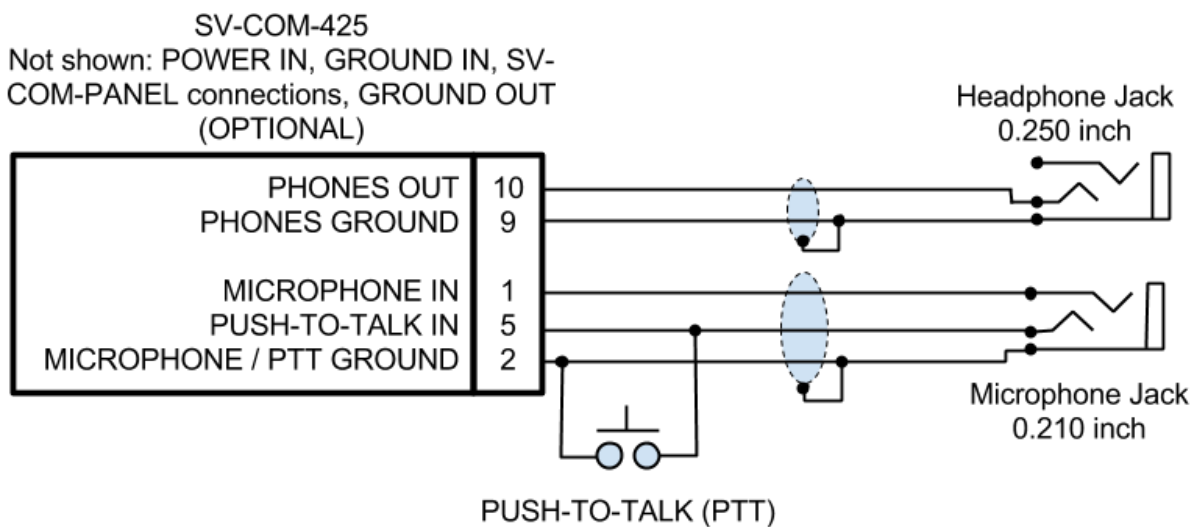 SV-COM-425
Not shown: POWER IN, GROUND IN, SV-
COM-PANEL connections, GROUND OUT
(OPTIONAL)
Headphone Jack
0.250 inch
PHONES OUT 10
PHONES GROUND 9
MICROPHONE IN 1
PUSH-TO-TALK IN 5
MICROPHONE / PTT GROUND 2
Microphone Jack
0.210 inch
PUSH-TO-TALK (PTT)